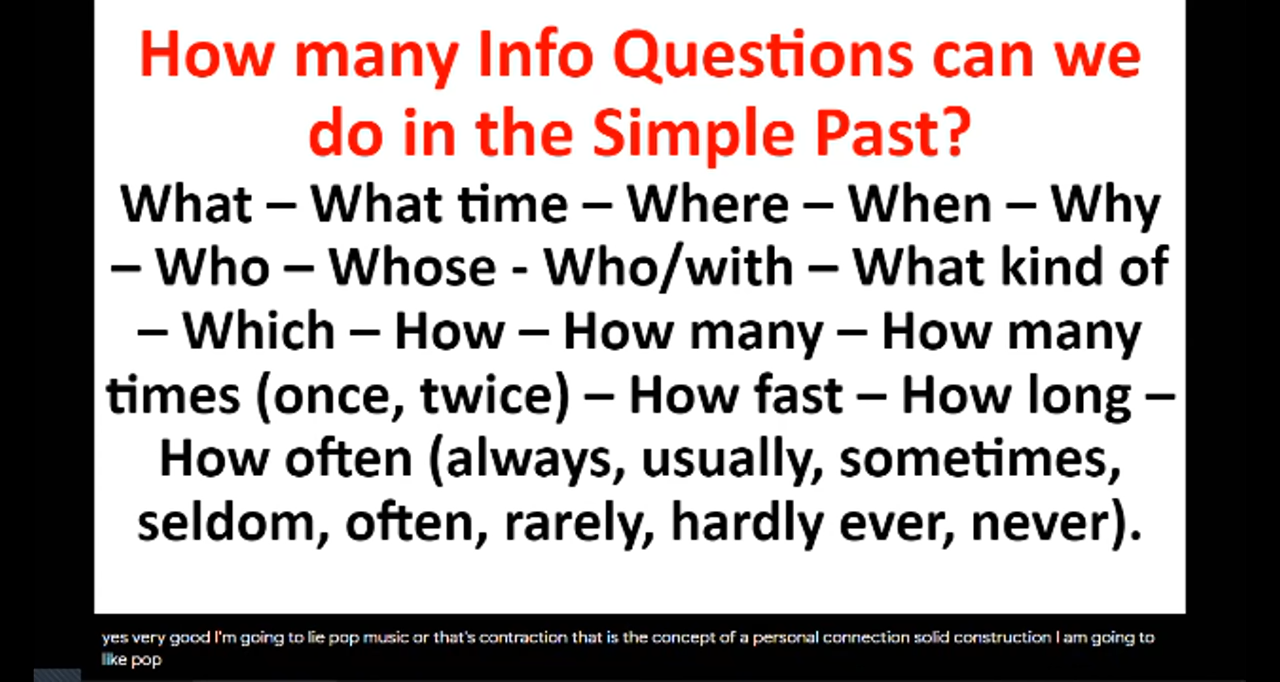 How many Info Questions can we
do in the Simple Past?
What – What time – Where – When – Why
– Who – Whose - Who/with – What kind of
– Which – How – How many – How many
times (once, twice) – How fast – How long –
How often (always, usually, sometimes,
seldom, often, rarely, hardly ever, never).
yes very good I'm going to lie pop music or that's contraction that is the concept of a personal connection solid construction I am going to
like pop